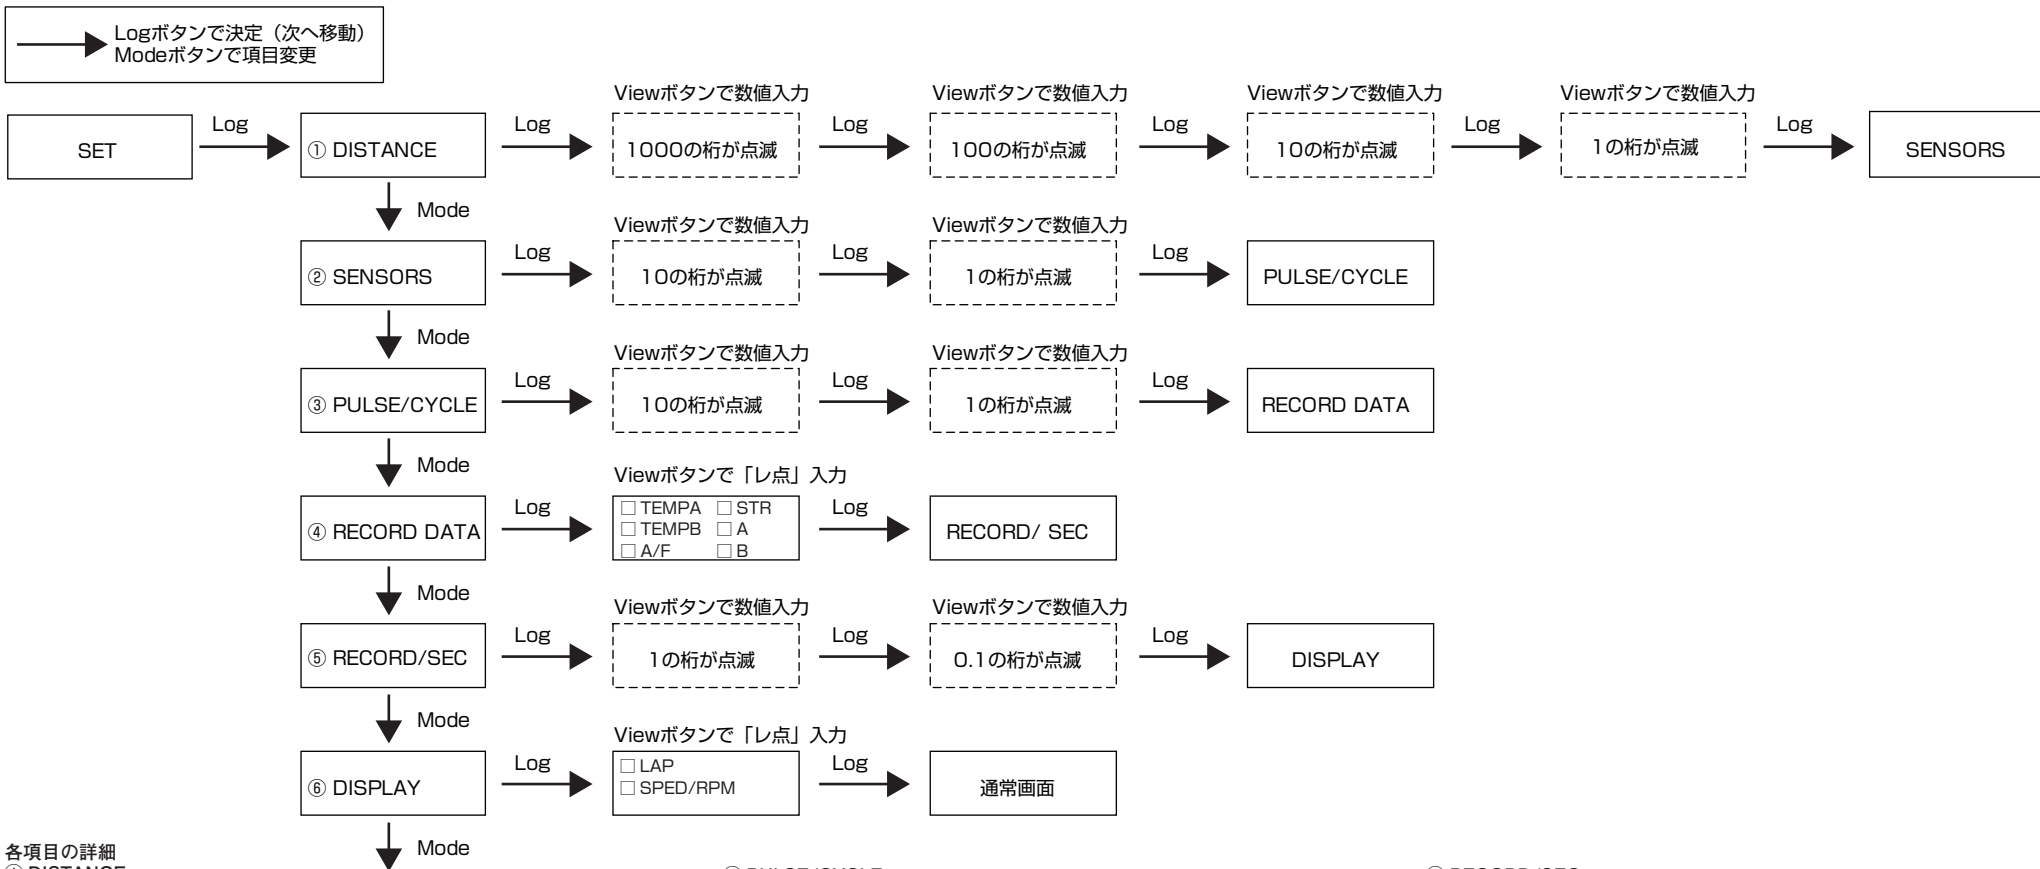 Logボタンで決定（次へ移動）
Modeボタンで項目変更
Viewボタンで数値入力
Viewボタンで数値入力
Viewボタンで数値入力
Viewボタンで数値入力
SET
Log
① DISTANCE
Log
1000の桁が点滅
Log
100の桁が点滅
Log
10の桁が点滅
Log
1の桁が点滅
Log
SENSORS
Mode
Viewボタンで数値入力
Viewボタンで数値入力
② SENSORS
Log
10の桁が点滅
Log
1の桁が点滅
Log
PULSE/CYCLE
Mode
Viewボタンで数値入力
Viewボタンで数値入力
③ PULSE/CYCLE
Log
10の桁が点滅
Log
1の桁が点滅
Log
RECORD DATA
Mode
Viewボタンで「レ点」入力
④ RECORD DATA
Log
□ TEMPA □ STR
□ TEMPB □ A
□ A/F □ B
Log
RECORD/ SEC
Mode
Viewボタンで数値入力
Viewボタンで数値入力
⑤ RECORD/SEC
Log
1の桁が点滅
Log
0.1の桁が点滅
Log
DISPLAY
Mode
Viewボタンで「レ点」入力
⑥ DISPLAY
Log
□ LAP
□ SPED/RPM
Log
通常画面
Mode
各項目の詳細